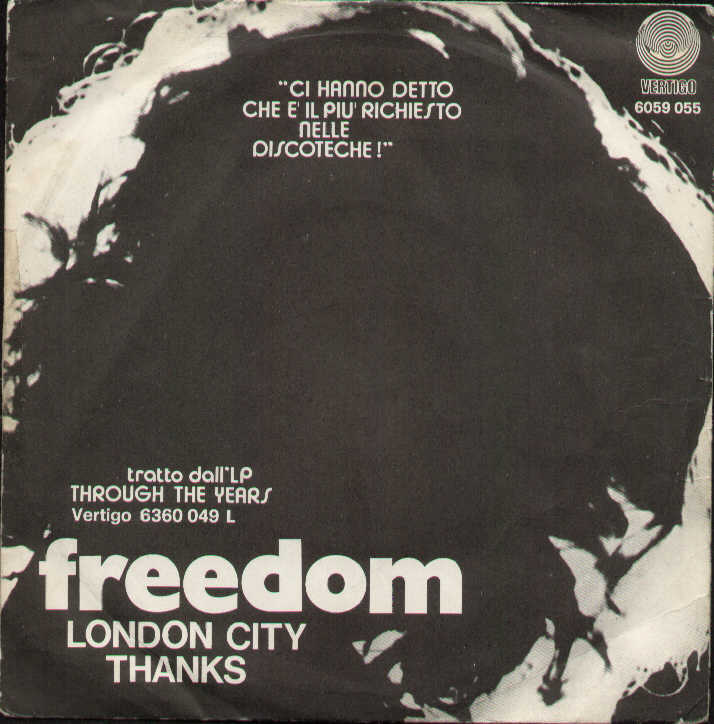 "CI HANNO DETTO
CHE E' IL PIU' RICHIESTO
NELLE
DISCOTECHE!"
VERTIGO
6059 055
tratto dall'LP
THROUGH THE YEARS
Vertigo 6360 049 L
freedom
LONDON CITY
THANKS